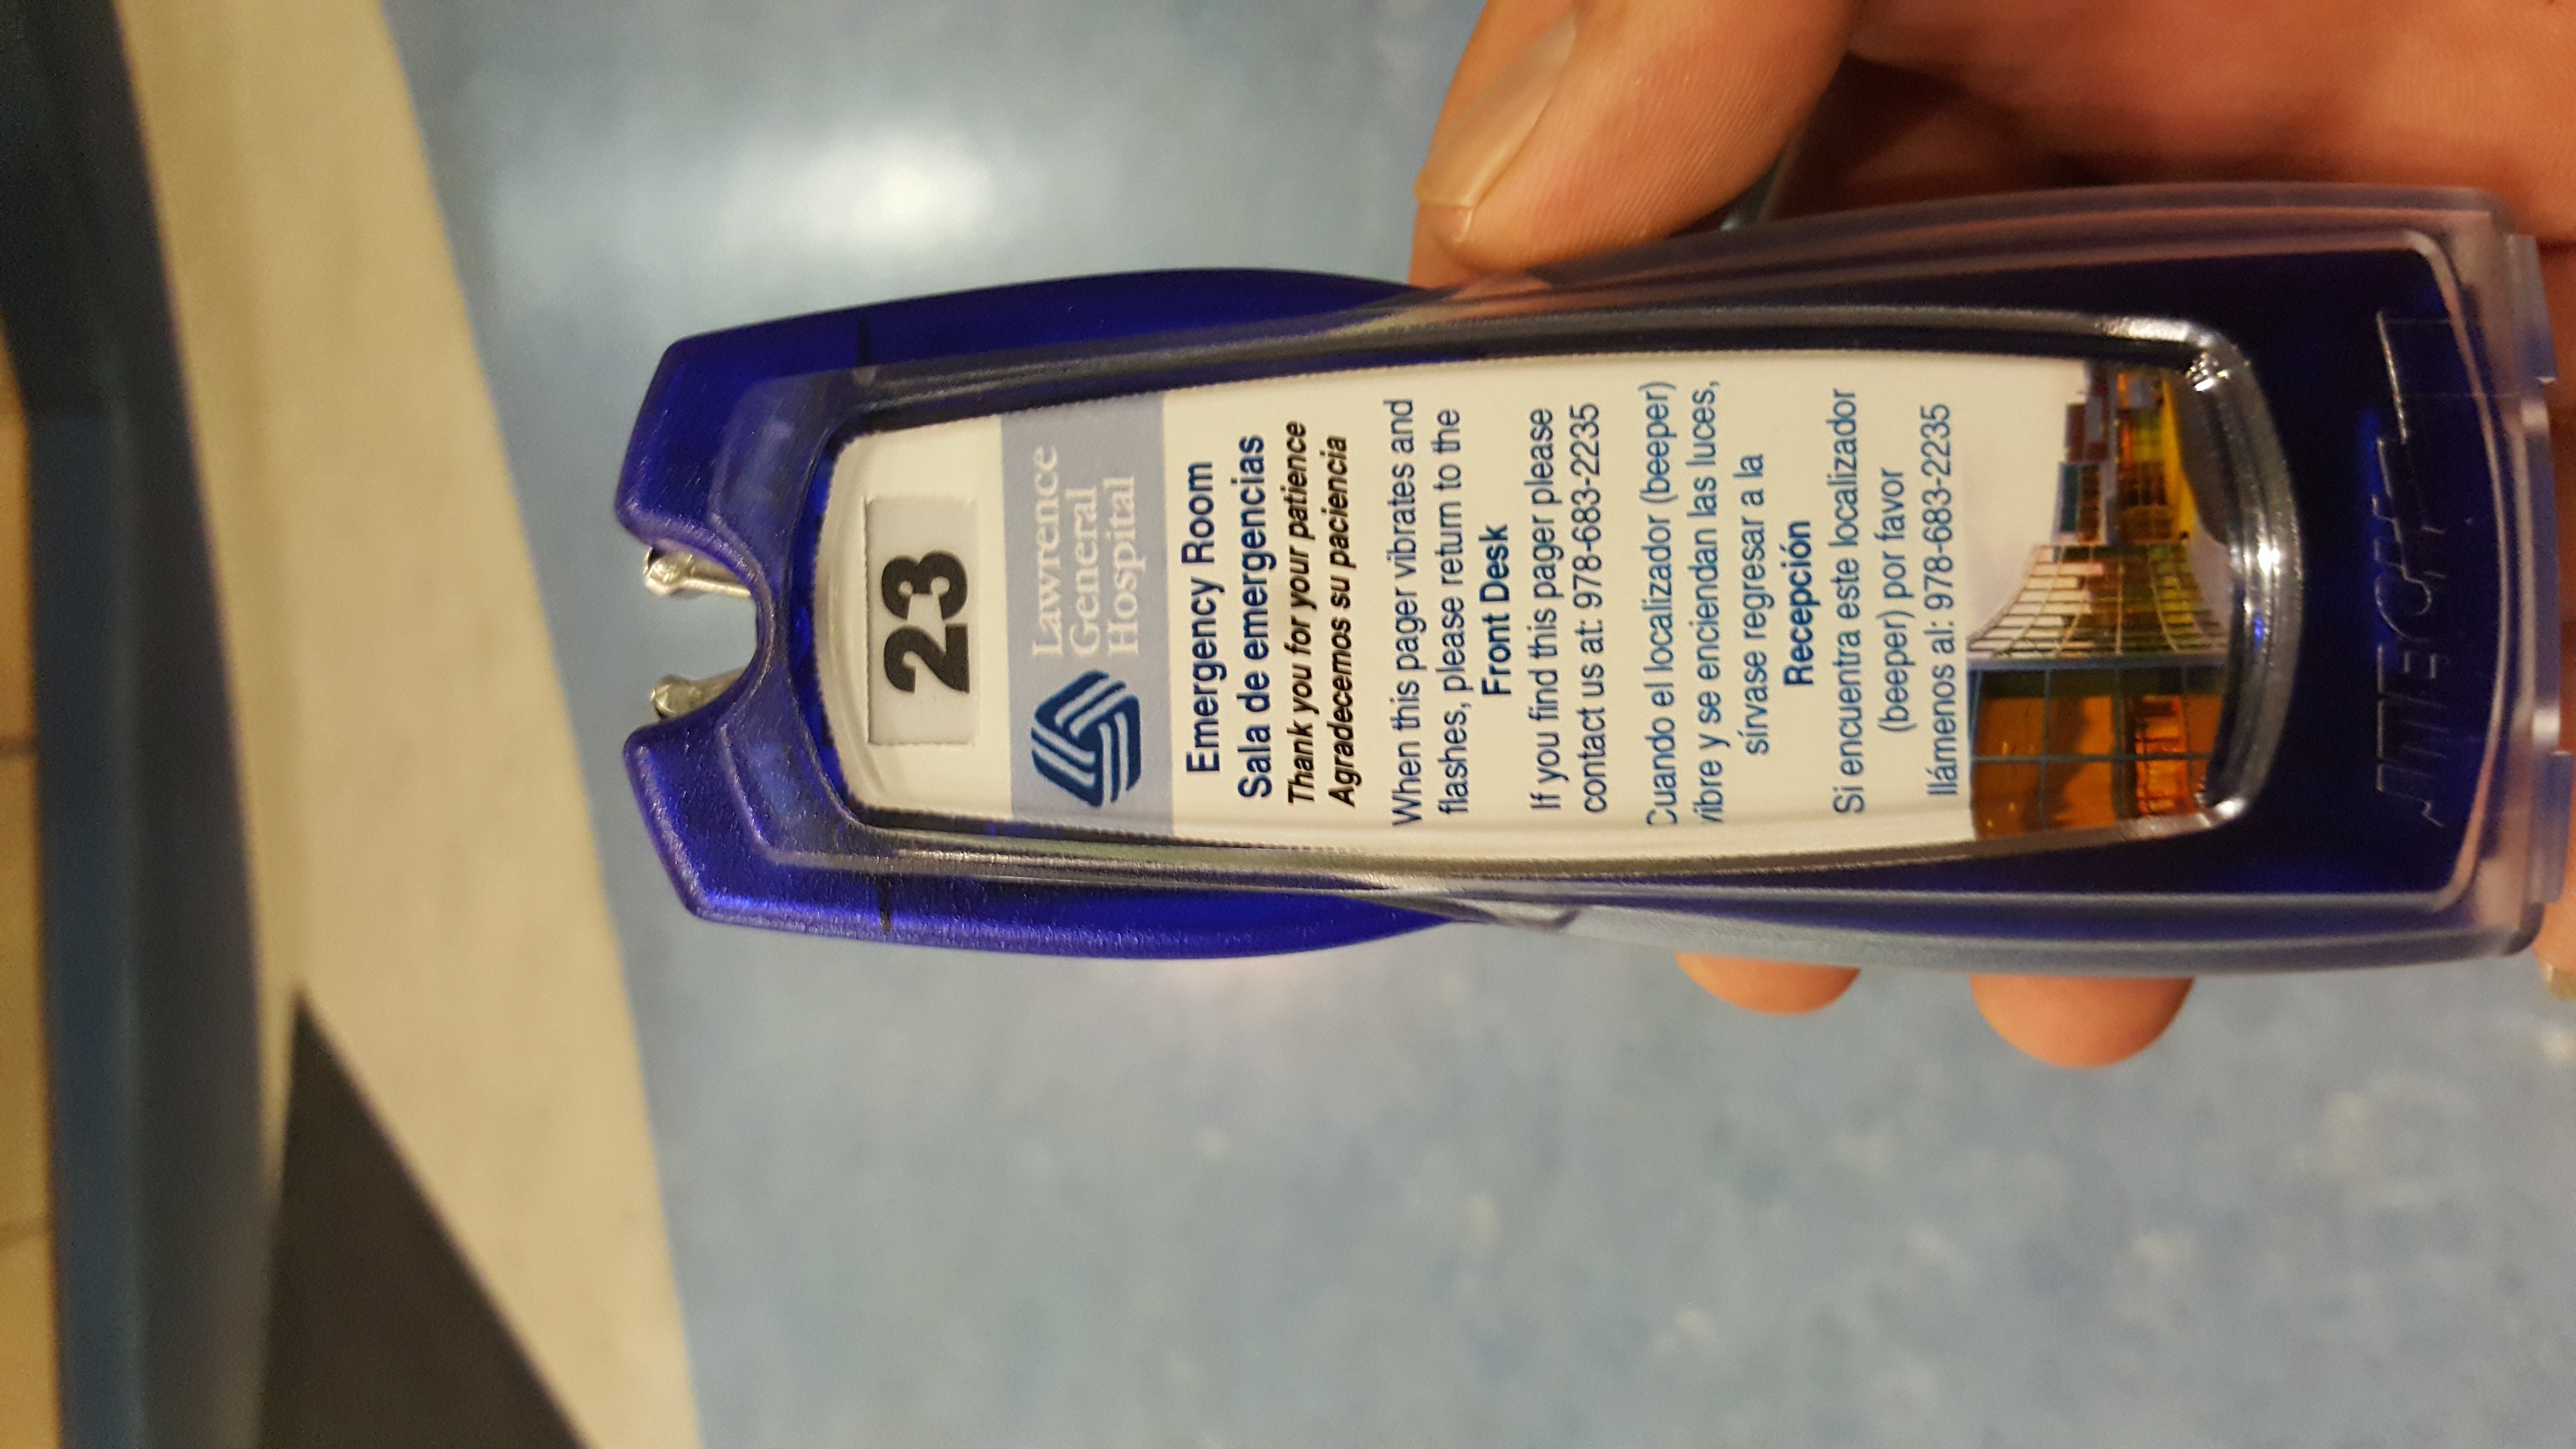 23
Lawrence
General
Hospital
Emergency Room
Sala de emergencias
Thank you for your patience
Agradecemos su paciencia
When this pager vibrates and
flashes, please return to the
Front Desk
If you find this pager please
contact us at: 978-683-2235
Cuando el localizador (beeper)
vibre y se enciendan las luces,
sírvase regresar a la
Recepción
Si encuentra este localizador
(beeper) por favor
llámenos al: 978-683-2235